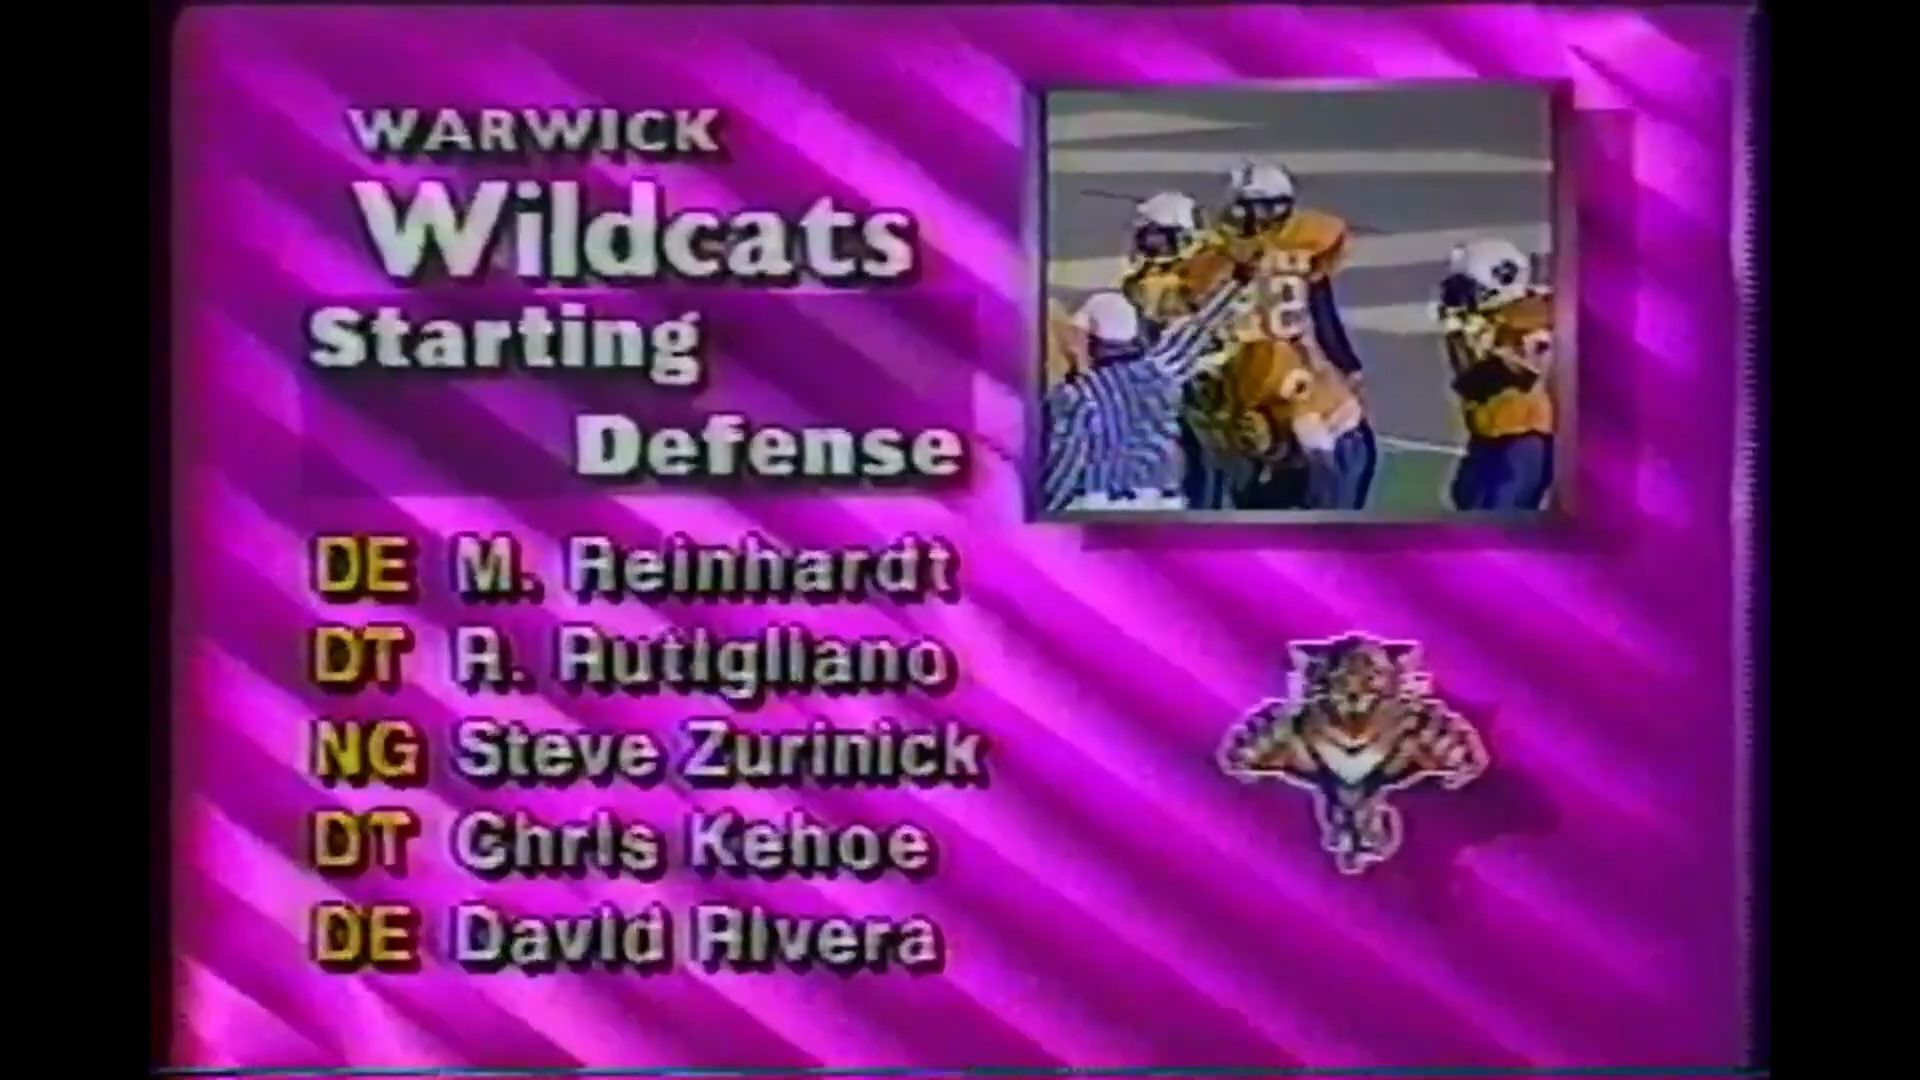 WARWICK
Wildcats
Starting
Defense
DE M. Reinhardt
DT R. Rutigliano
NG Steve Zurinick
DT Chris Kehoe
DE David Rivera